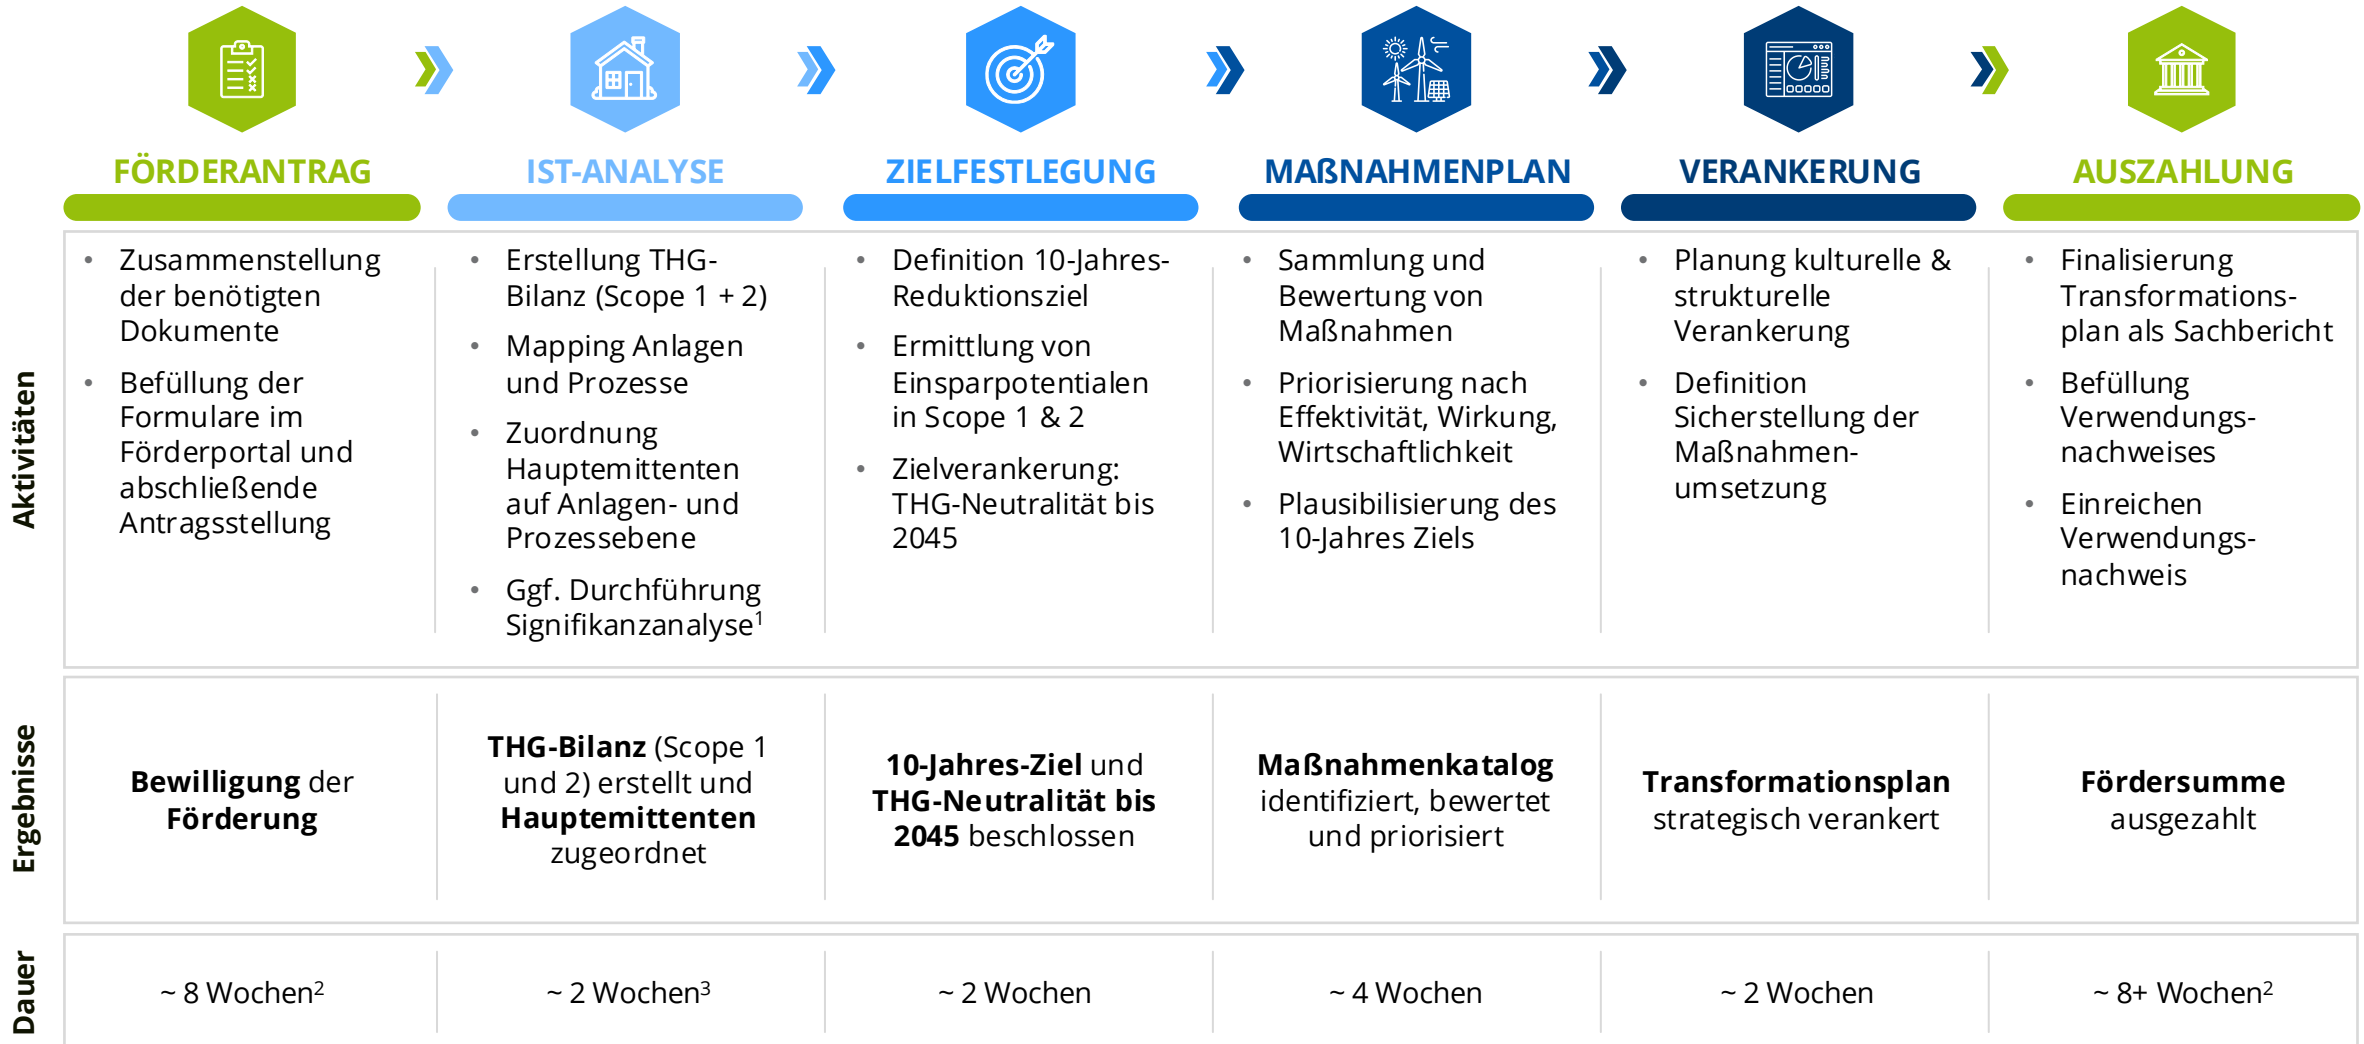 FÖRDERANTRAG
IST-ANALYSE
ZIELFESTLEGUNG
MAßNAHMENPLAN
VERANKERUNG
AUSZAHLUNG
Aktivitäten
• Zusammenstellung
der benötigten
Dokumente
• Befüllung der
Formulare im
Förderportal und
abschließende
Antragsstellung
• Erstellung THG-
Bilanz (Scope 1 + 2)
• Mapping Anlagen
und Prozesse
• Zuordnung
Hauptemittenten
auf Anlagen- und
Prozessebene
• Ggf. Durchführung
Signifikanzanalyse¹
• Definition 10-Jahres-
Reduktionsziel
• Ermittlung von
Einsparpotentialen
in Scope 1 & 2
• Zielverankerung:
THG-Neutralität bis
2045
• Sammlung und
Bewertung von
Maßnahmen
• Priorisierung nach
Effektivität, Wirkung,
Wirtschaftlichkeit
• Plausibilisierung des
10-Jahres Ziels
• Planung kulturelle &
strukturelle
Verankerung
• Definition
Sicherstellung der
Maßnahmen-
umsetzung
• Finalisierung
Transformations-
plan als Sachbericht
• Befüllung
Verwendungs-
nachweises
• Einreichen
Verwendungs-
nachweis
Ergebnisse
Bewilligung der
Förderung
THG-Bilanz (Scope 1
und 2) erstellt und
Hauptemittenten
zugeordnet
10-Jahres-Ziel und
THG-Neutralität bis
2045 beschlossen
Maßnahmenkatalog
identifiziert, bewertet
und priorisiert
Transformationsplan
strategisch verankert
Fördersumme
ausgezahlt
Dauer
~ 8 Wochen²
~ 2 Wochen³
~ 2 Wochen
~ 4 Wochen
~ 2 Wochen
~ 8+ Wochen²